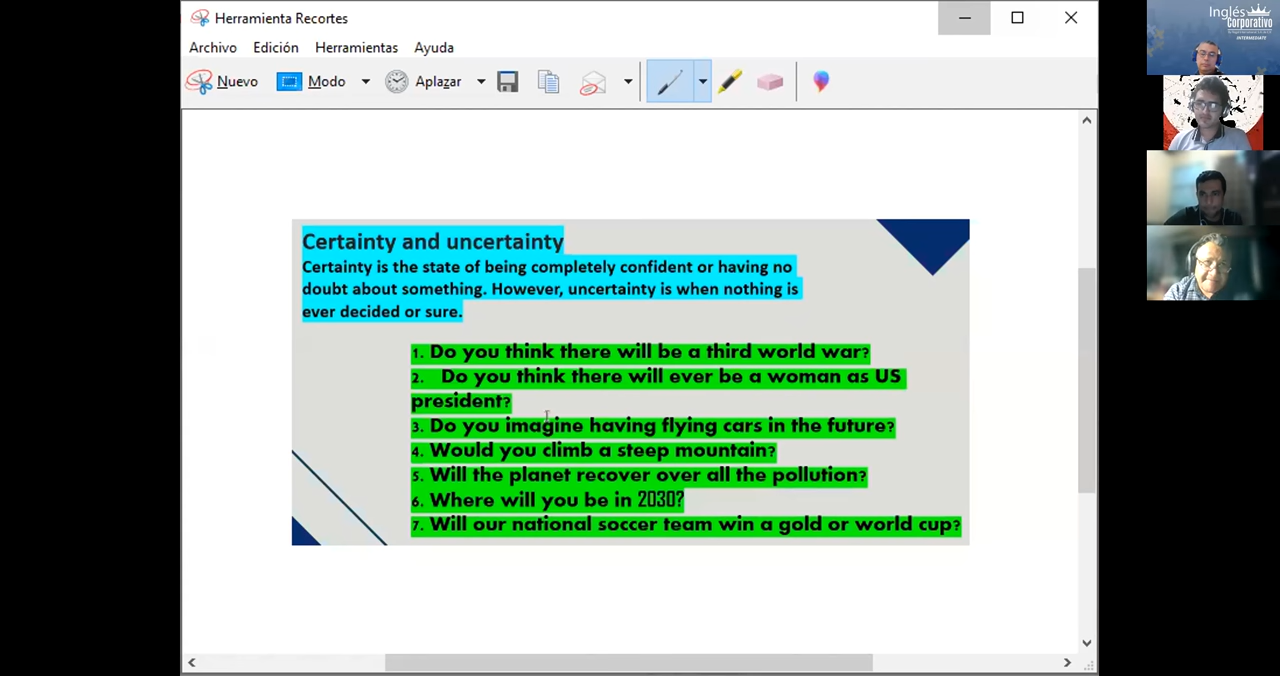 Herramienta Recortes
Archivo Edición Herramientas Ayuda
Nuevo Modo Aplazar
Certainty and uncertainty
Certainty is the state of being completely confident or having no
doubt about something. However, uncertainty is when nothing is
ever decided or sure.
1. Do you think there will be a third world war?
2. Do you think there will ever be a woman as US
president?
3. Do you imagine having flying cars in the future?
4. Would you climb a steep mountain?
5. Will the planet recover over all the pollution?
6. Where will you be in 2030?
7. Will our national soccer team win a gold or world cup?
Inglés
Corporativo
INTERMEDIATE